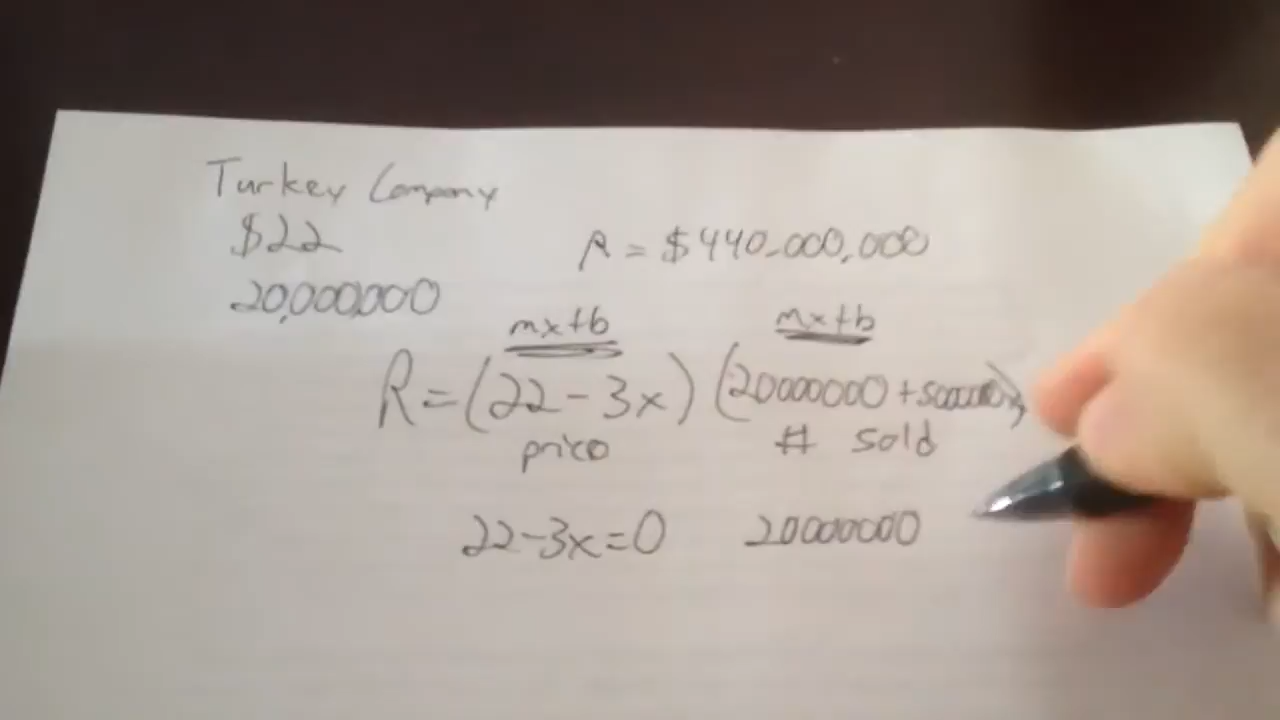 Turkey Company
$22
R = $440,000,000
20,000,000
mx+b mx+b
R=(22-3x)(20000000 +
price # sold
22-3x=0 20000000